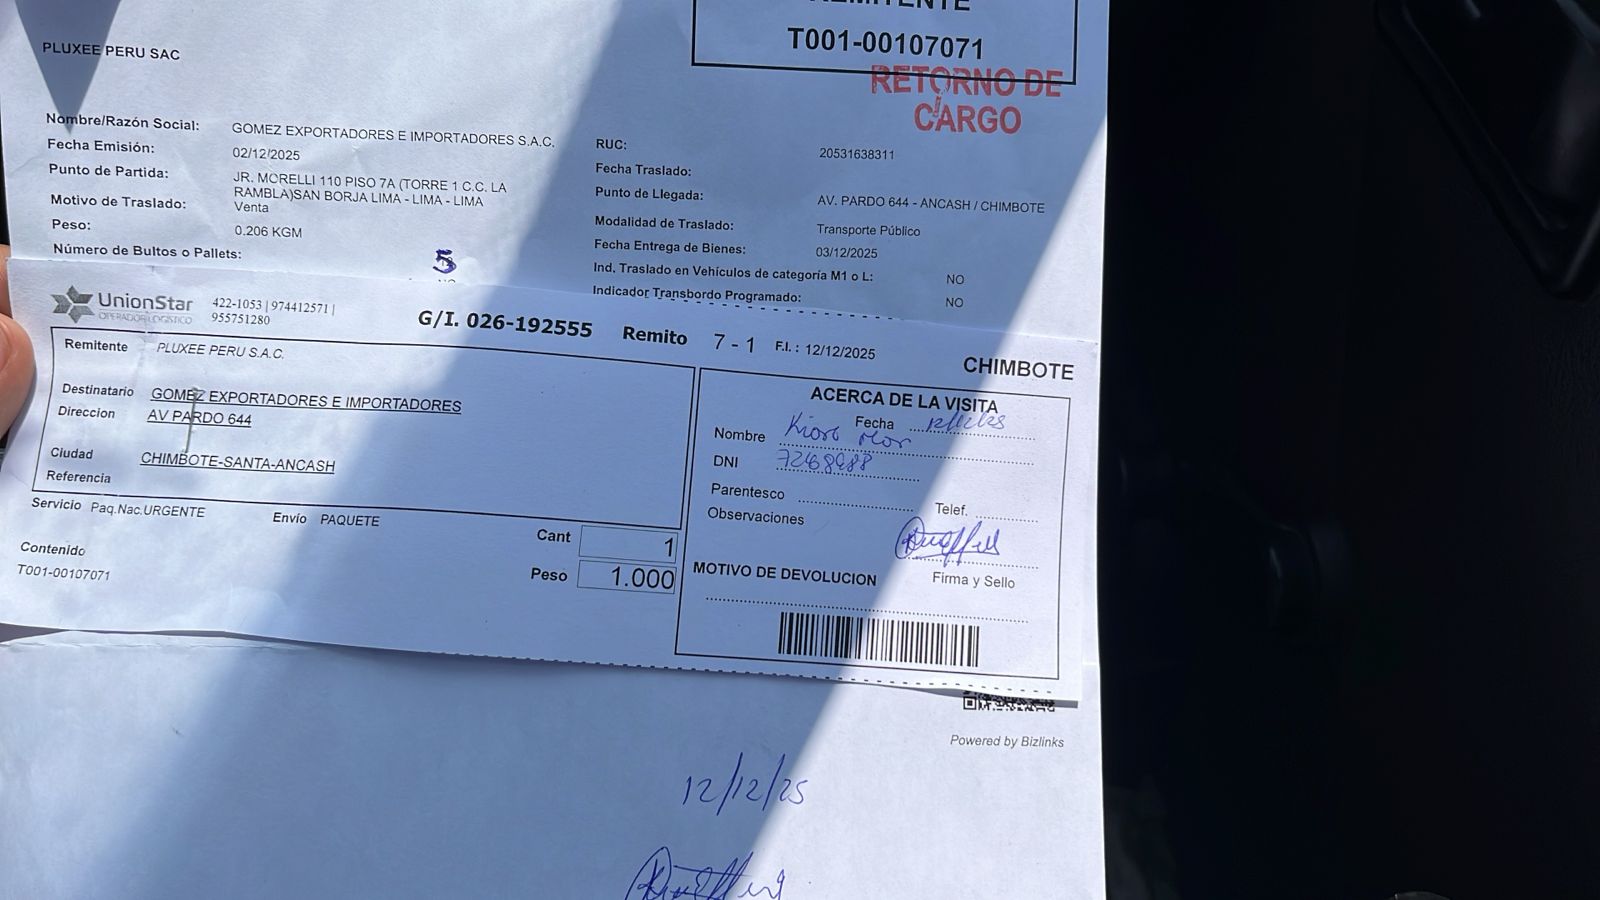 REMITENTE
T001-00107071
PLUXEE PERU SAC
RETORNO DE
CARGO
Nombre/Razón Social: GOMEZ EXPORTADORES E IMPORTADORES S.A.C.
RUC: 20531638311
Fecha Emisión: 02/12/2025
Fecha Traslado:
Punto de Partida: JR. MORELLI 110 PISO 7A (TORRE 1 C.C. LA
RAMBLA)SAN BORJA LIMA - LIMA - LIMA
Punto de Llegada: AV. PARDO 644 - ANCASH / CHIMBOTE
Motivo de Traslado: Venta
Modalidad de Traslado: Transporte Público
Peso: 0.206 KGM
Fecha Entrega de Bienes: 03/12/2025
Número de Bultos o Pallets: 5
Ind. Traslado en Vehículos de categoría M1 o L: NO
Indicador Transbordo Programado: NO
UnionStar
OPERADOR LOGISTICO
422-1053 | 974412571 |
955751280
G/I. 026-192555 Remito 7 - 1 F.I. : 12/12/2025
CHIMBOTE
Remitente PLUXEE PERU S.A.C.
Destinatario GOMEZ EXPORTADORES E IMPORTADORES
Direccion AV PARDO 644
Ciudad CHIMBOTE-SANTA-ANCASH
Referencia
Servicio Paq.Nac.URGENTE Envío PAQUETE
Cant 1
Peso 1.000
Contenido
T001-00107071
ACERCA DE LA VISITA
Fecha 12/12/25
Nombre
DNI
Parentesco
Telef.
Observaciones
Firma y Sello
MOTIVO DE DEVOLUCION
Powered by Bizlinks
12/12/25